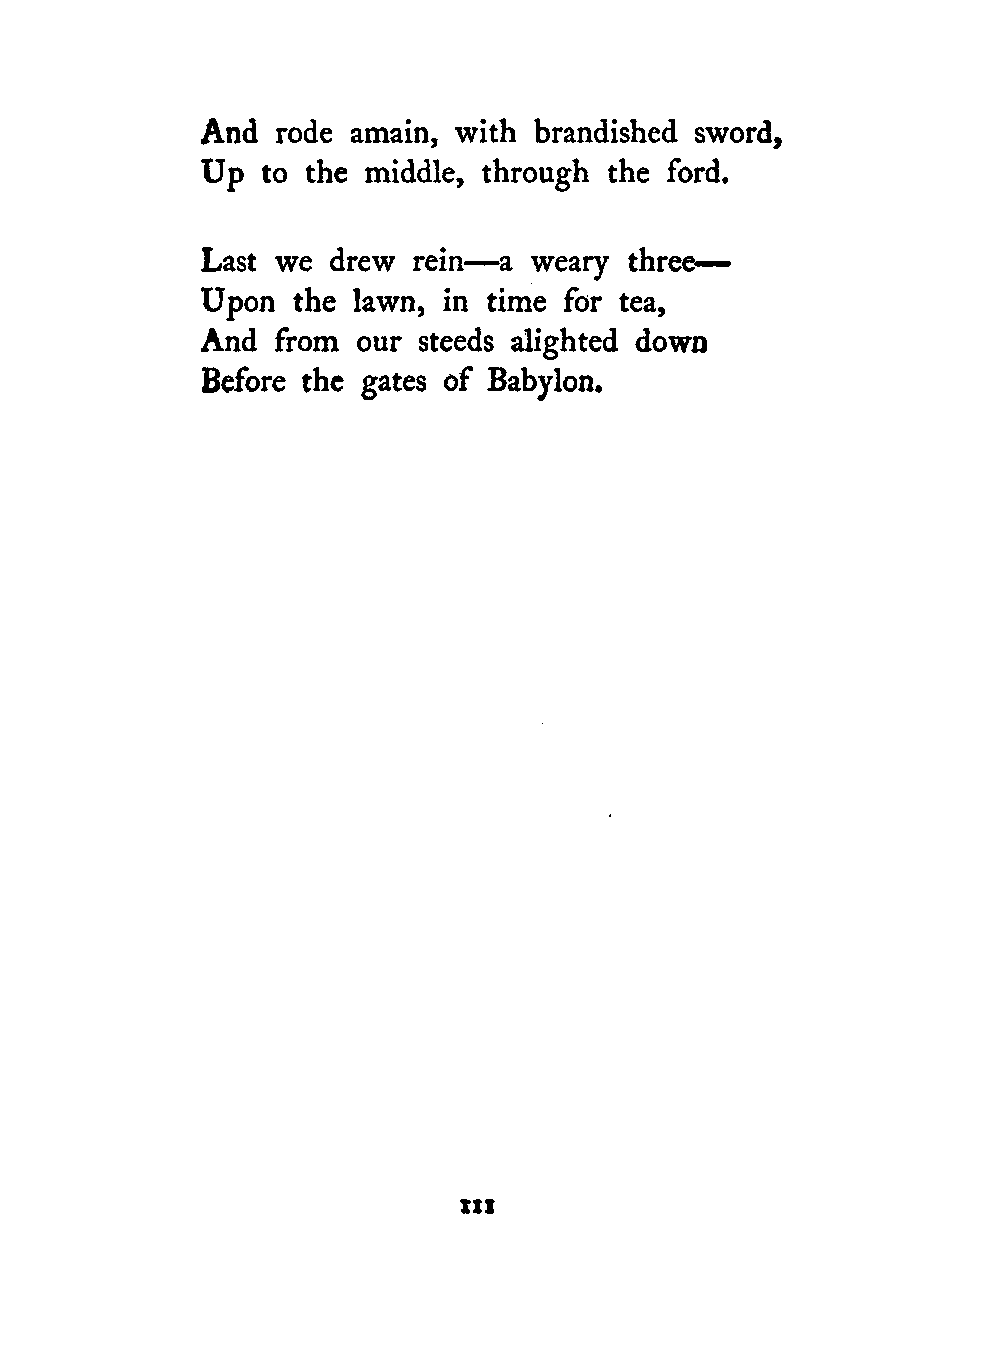 And rode amain, with brandished sword,
Up to the middle, through the ford.

Last we drew rein—a weary three—
Upon the lawn, in time for tea,
And from our steeds alighted down
Before the gates of Babylon.

111